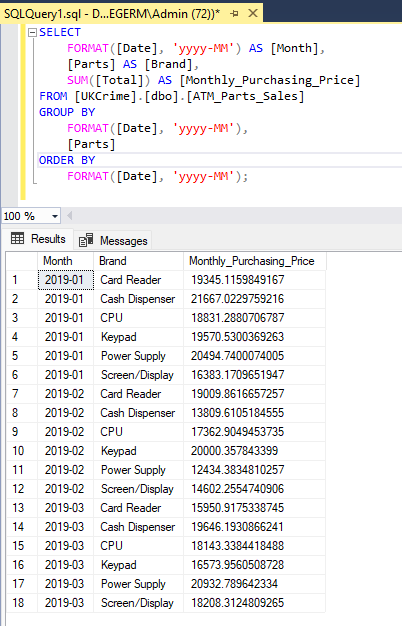 SQLQuery1.sql - D...EGERM\Admin (72))*
SELECT
FORMAT([Date], 'yyyy-MM') AS [Month],
[Parts] AS [Brand],
SUM([Total]) AS [Monthly_Purchasing_Price]
FROM [UKCrime].[dbo].[ATM_Parts_Sales]
GROUP BY
FORMAT([Date], 'yyyy-MM'),
[Parts]
ORDER BY
FORMAT([Date], 'yyyy-MM');
100 %
Results Messages
Month Brand Monthly_Purchasing_Price
1 2019-01 Card Reader 19345.1159849167
2 2019-01 Cash Dispenser 21667.0229759216
3 2019-01 CPU 18831.2880706787
4 2019-01 Keypad 19570.5300369263
5 2019-01 Power Supply 20494.7400074005
6 2019-01 Screen/Display 16383.1709651947
7 2019-02 Card Reader 19009.8616657257
8 2019-02 Cash Dispenser 13809.6105184555
9 2019-02 CPU 17362.9049453735
10 2019-02 Keypad 20000.357843399
11 2019-02 Power Supply 12434.3834810257
12 2019-02 Screen/Display 14602.2554740906
13 2019-03 Card Reader 15950.9175338745
14 2019-03 Cash Dispenser 19646.1930866241
15 2019-03 CPU 18143.3384418488
16 2019-03 Keypad 16573.9560508728
17 2019-03 Power Supply 20932.789642334
18 2019-03 Screen/Display 18208.3124809265